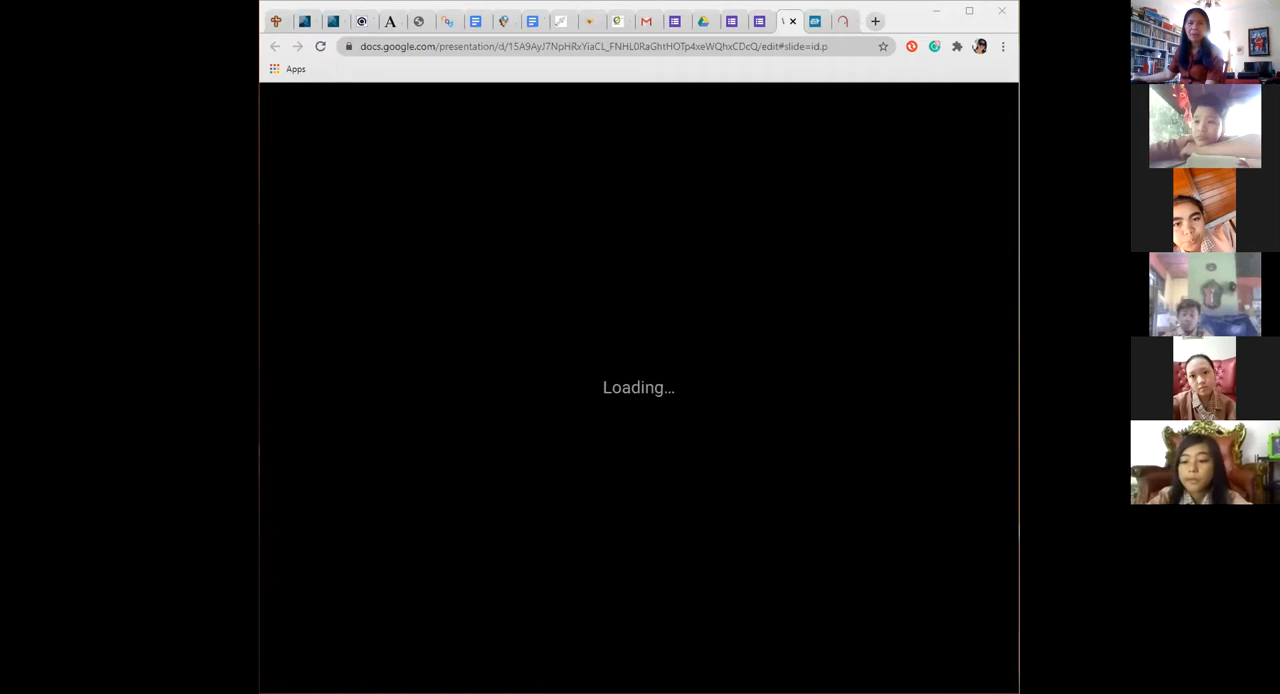 docs.google.com/presentation/d/15A9AyJ7NpHRxYiaCL_FNHL0RaGhtHOTp4xeWQhxCDcQ/edit#slide=id.p
Apps
Loading...